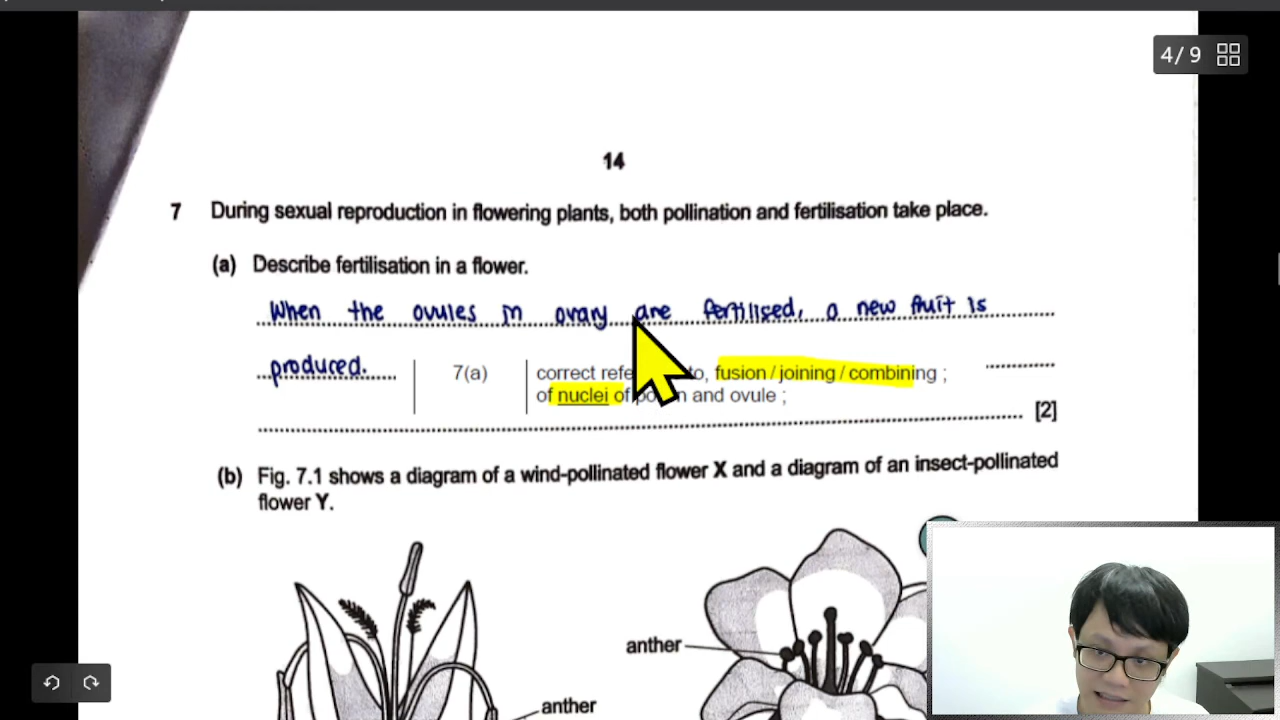 4/9
14
7 During sexual reproduction in flowering plants, both pollination and fertilisation take place.
(a) Describe fertilisation in a flower.
When the ovules in ovary are fertilised, a new fruit is
produced.
7(a) correct refe to, fusion / joining / combining ;
of nuclei of and ovule ;
[2]
(b) Fig. 7.1 shows a diagram of a wind-pollinated flower X and a diagram of an insect-pollinated
flower Y.
anther
anther